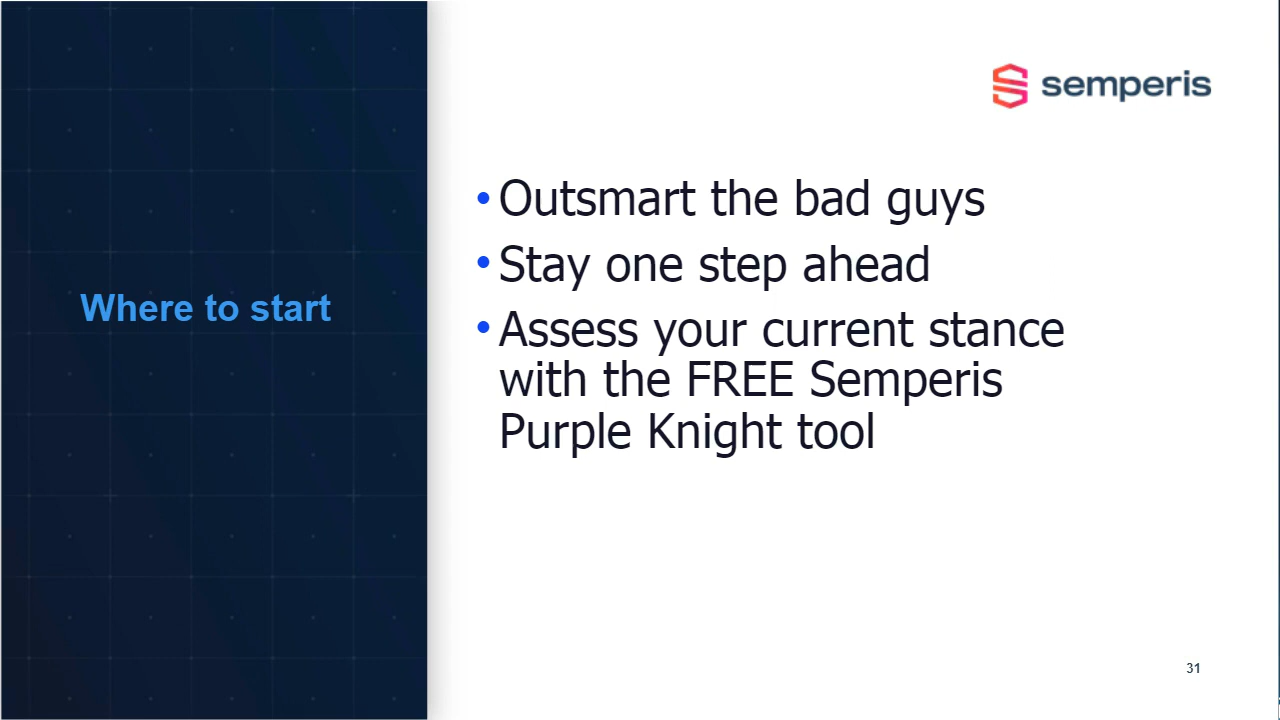 semperis
Where to start
• Outsmart the bad guys
• Stay one step ahead
• Assess your current stance
with the FREE Semperis
Purple Knight tool
31